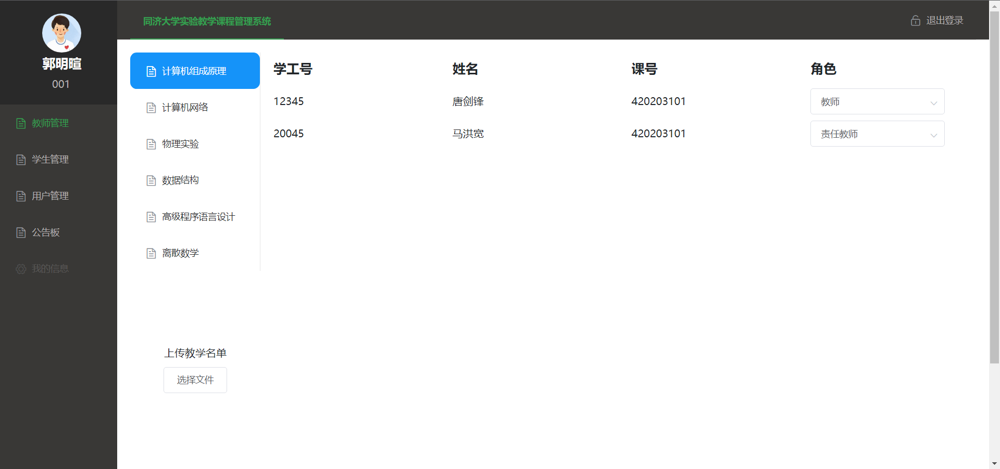 郭明暄
001
教师管理
学生管理
用户管理
公告板
我的信息
同济大学实验教学课程管理系统
退出登录
计算机组成原理
计算机网络
物理实验
数据结构
高级程序语言设计
离散数学
上传教学名单
选择文件
学工号 姓名 课号 角色
12345 唐剑锋 420203101 教师
20045 马洪宽 420203101 责任教师